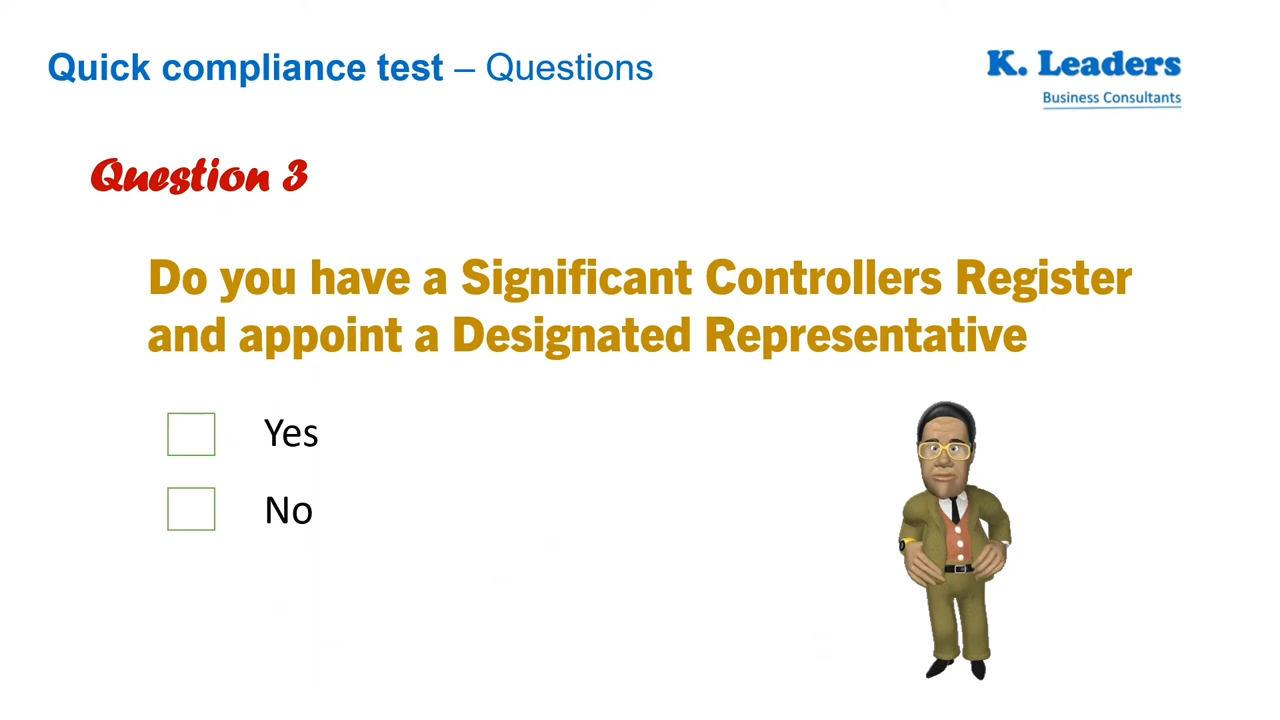 Quick compliance test – Questions
K. Leaders
Business Consultants
Question 3
Do you have a Significant Controllers Register
and appoint a Designated Representative
Yes
No